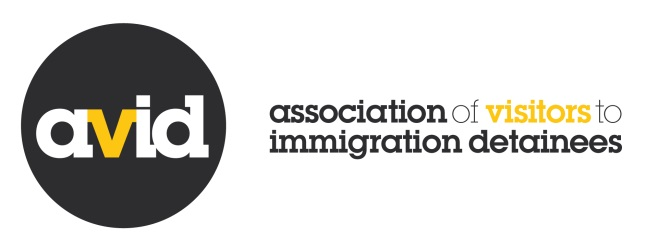 avid
association of visitors to
immigration detainees